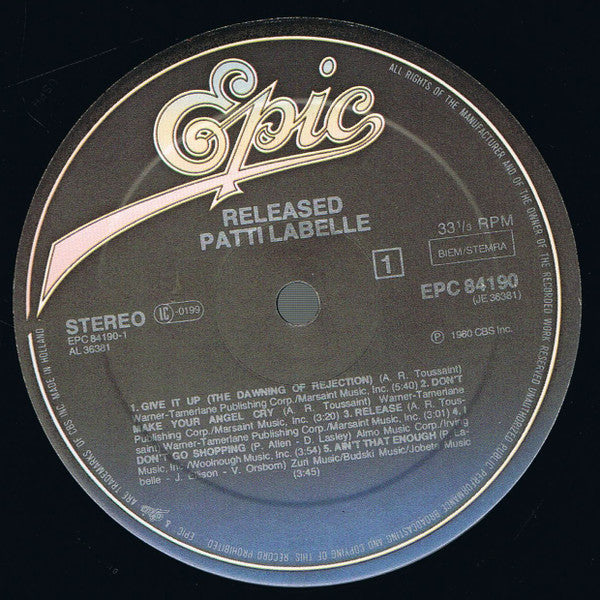 Epic
RELEASED
PATTI LABELLE
33 1/3 RPM
BIEM/STEMRA
1
EPC 84190
(JE 36381)
STEREO
LC -0199
EPC 84190-1
AL 36381
℗ 1980 CBS Inc.
1. GIVE IT UP (THE DAWNING OF REJECTION) (A. R. Toussaint)
Warner-Tamerlane Publishing Corp./Marsaint Music, Inc. (5:40) 2. DON'T
MAKE YOUR ANGEL CRY (A. R. Toussaint) Warner-Tamerlane
Publishing Corp./Marsaint Music, Inc. (3:20) 3. RELEASE (A. R. Tous-
saint) Warner-Tamerlane Publishing Corp./Marsaint Music, Inc. (3:01) 4. I
DON'T GO SHOPPING (P. Allen - D. Lasley) Almo Music Corp./Irving
Music, Inc./Woolnough Music, Inc. (3:54) 5. AIN'T THAT ENOUGH (P. La-
belle - J. Ellison - V. Orsborn) Zuri Music/Budski Music/Jobete Music
(3:45)
ALL RIGHTS OF THE MANUFACTURER AND OF THE OWNER OF THE RECORDED WORK RESERVED UNAUTHORIZED PUBLIC PERFORMANCE BROADCASTING AND COPYING OF THIS RECORD PROHIBITED
EPIC & ARE TRADEMARKS OF CBS INC MADE IN HOLLAND